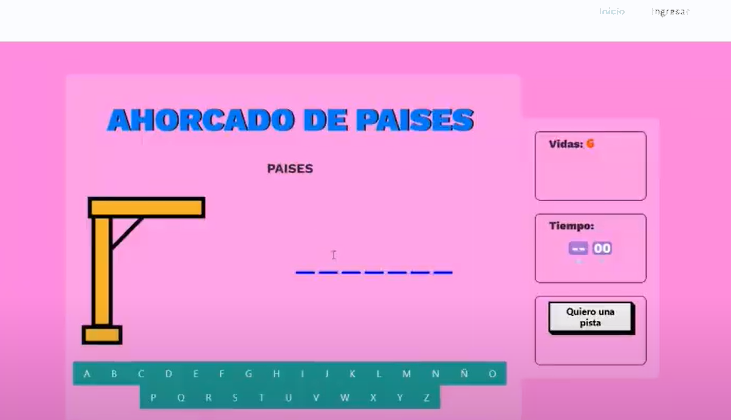 Inicio Ingresar
AHORCADO DE PAISES
PAISES
Vidas: 6
Tiempo:
-- 00
Quiero una
pista
A B C D E F G H I J K L M N Ñ O
P Q R S T U V W X Y Z